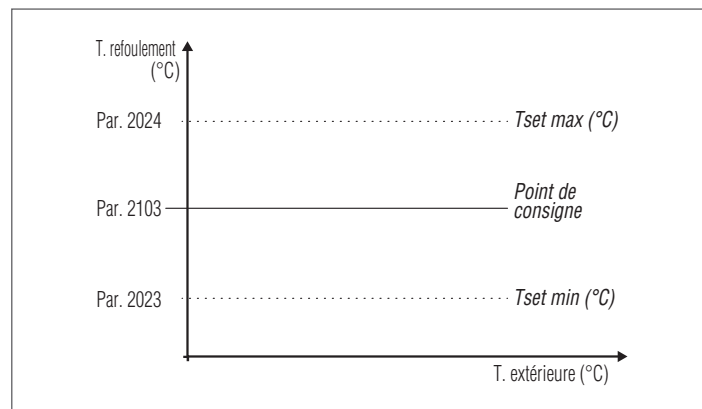 T. refoulement
(°C)
Par. 2024
Tset max (°C)
Point de
consigne
Par. 2103
Par. 2023
Tset min (°C)
T. extérieure (°C)